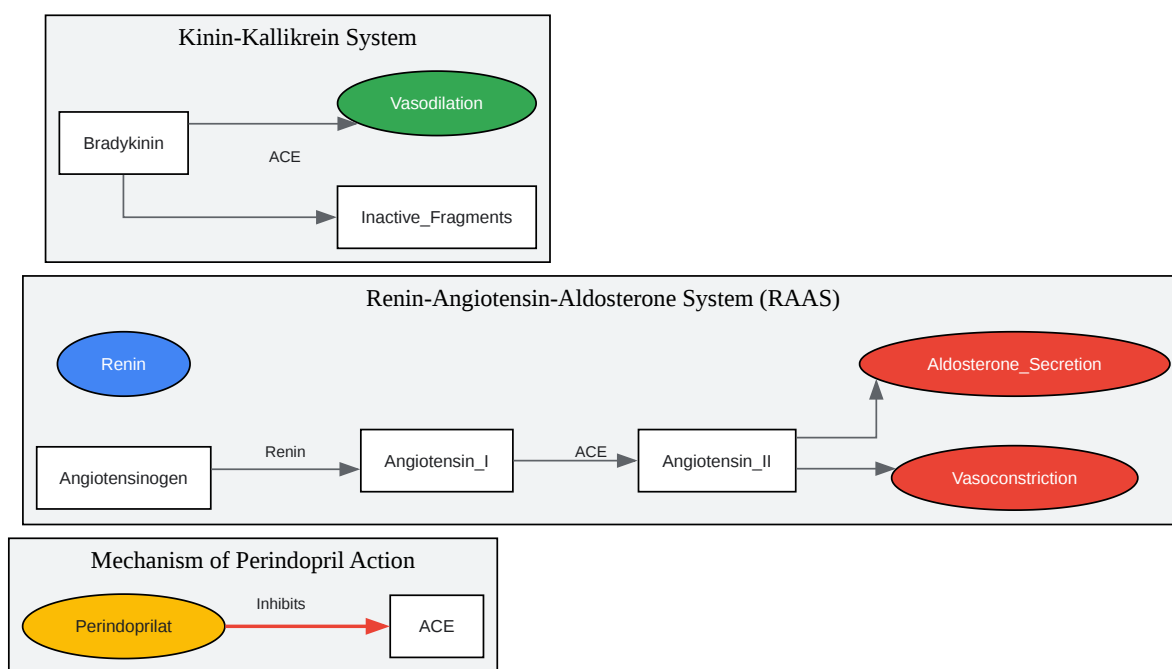 Kinin-Kallikrein System
Vasodilation
Bradykinin
ACE
Inactive_Fragments
Renin-Angiotensin-Aldosterone System (RAAS)
Renin
Aldosterone_Secretion
Angiotensinogen
Renin
Angiotensin_I
ACE
Angiotensin_II
Vasoconstriction
Mechanism of Perindopril Action
Perindoprilat
Inhibits
ACE